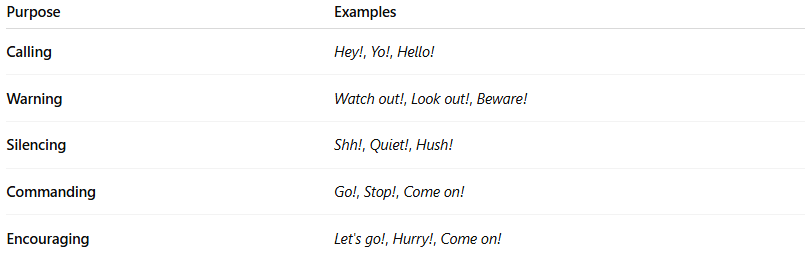 Purpose Examples
Calling Hey!, Yo!, Hello!
Warning Watch out!, Look out!, Beware!
Silencing Shh!, Quiet!, Hush!
Commanding Go!, Stop!, Come on!
Encouraging Let's go!, Hurry!, Come on!